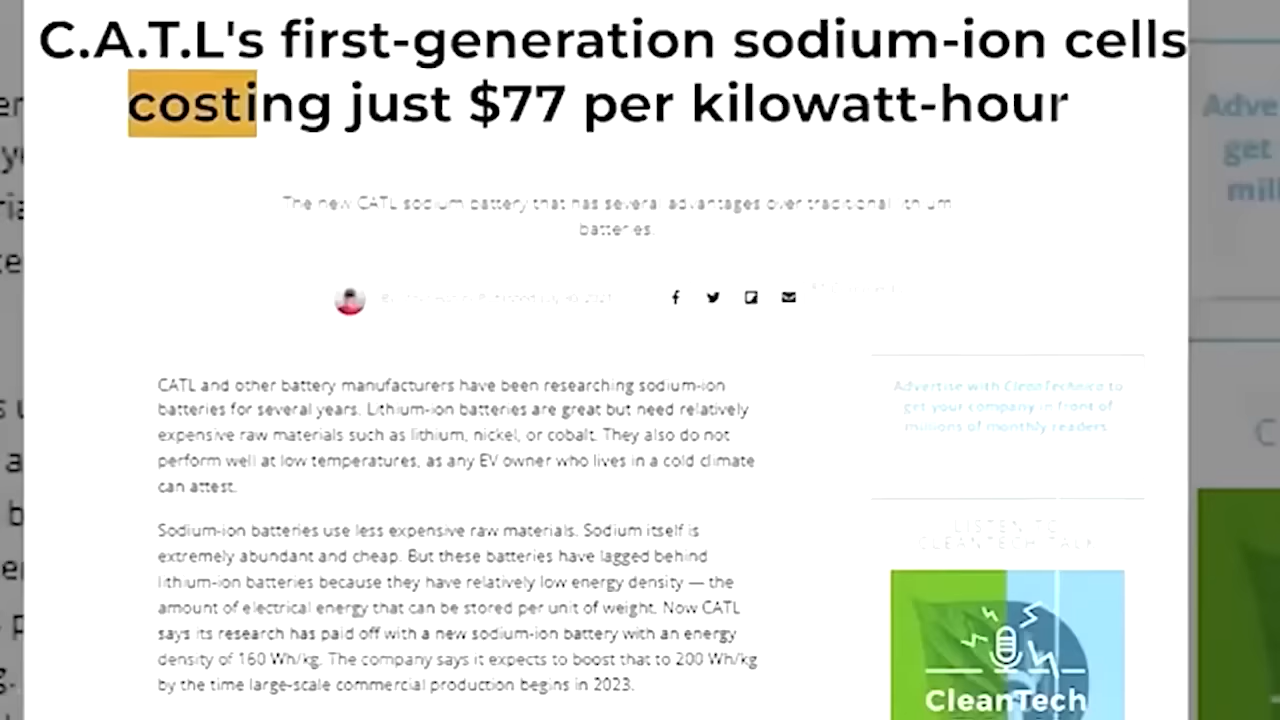 C.A.T.L's first-generation sodium-ion cells
costing just $77 per kilowatt-hour
The new CATL sodium battery that has several advantages over traditional lithium
batteries.
CATL and other battery manufacturers have been researching sodium-ion
batteries for several years. Lithium-ion batteries are great but need relatively
expensive raw materials such as lithium, nickel, or cobalt. They also do not
perform well at low temperatures, as any EV owner who lives in a cold climate
can attest.
Sodium-ion batteries use less expensive raw materials. Sodium itself is
extremely abundant and cheap. But these batteries have lagged behind
lithium-ion batteries because they have relatively low energy density — the
amount of electrical energy that can be stored per unit of weight. Now CATL
says its research has paid off with a new sodium-ion battery with an energy
density of 160 Wh/kg. The company says it expects to boost that to 200 Wh/kg
by the time large-scale commercial production begins in 2023.
Advertise with CleanTechnica to
get your company in front of
millions of monthly readers.
LISTEN TO
CLEANTECH TALK
CleanTech
Adve
get
mill